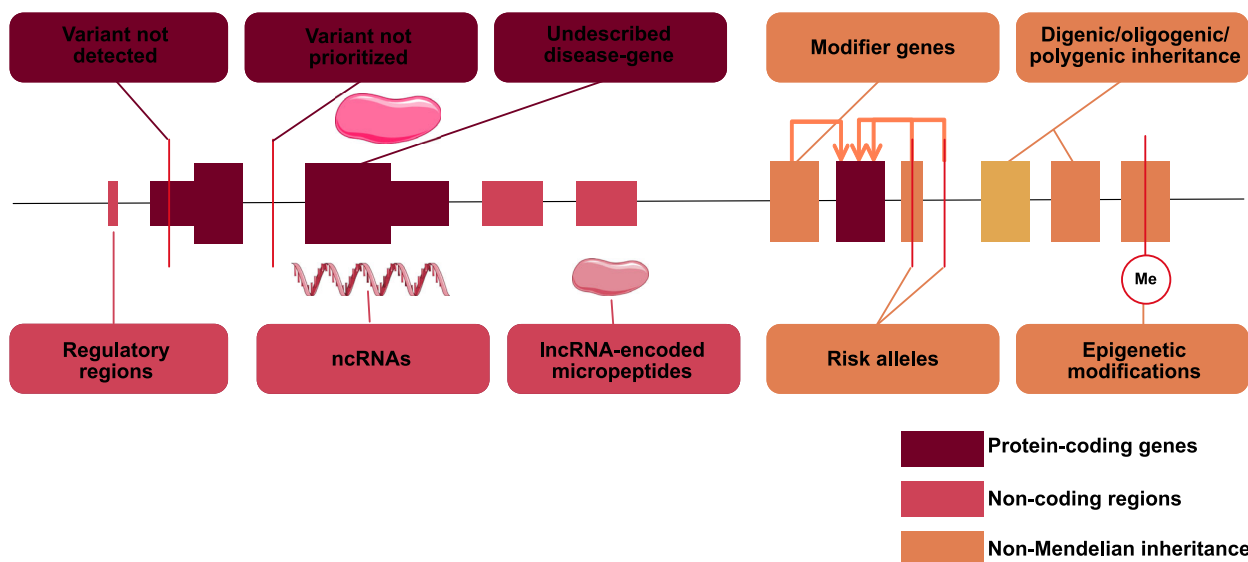 Variant not
detected
Variant not
prioritized
Undescribed
disease-gene
Modifier genes
Digenic/oligogenic/
polygenic inheritance
Me
Regulatory
regions
ncRNAs
lncRNA-encoded
micropeptides
Risk alleles
Epigenetic
modifications
Protein-coding genes
Non-coding regions
Non-Mendelian inheritance